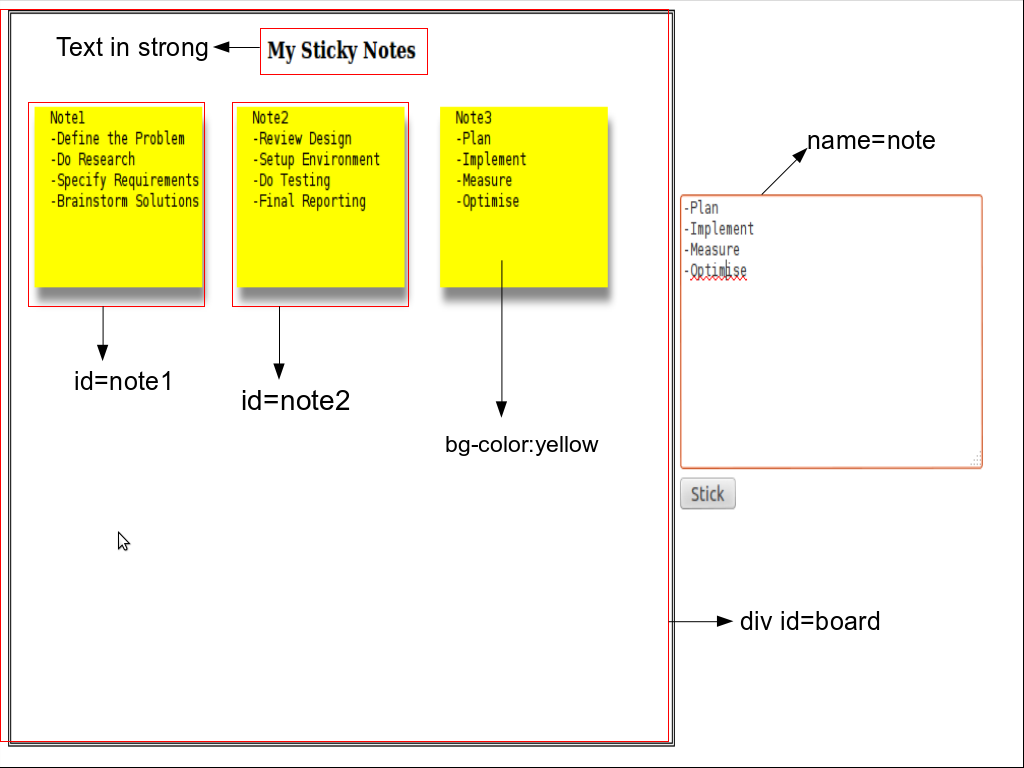 Text in strong
My Sticky Notes
Note1
-Define the Problem
-Do Research
-Specify Requirements
-Brainstorm Solutions
Note2
-Review Design
-Setup Environment
-Do Testing
-Final Reporting
Note3
-Plan
-Implement
-Measure
-Optimise
id=note1
id=note2
bg-color:yellow
name=note
-Plan
-Implement
-Measure
-Optimise
Stick
div id=board